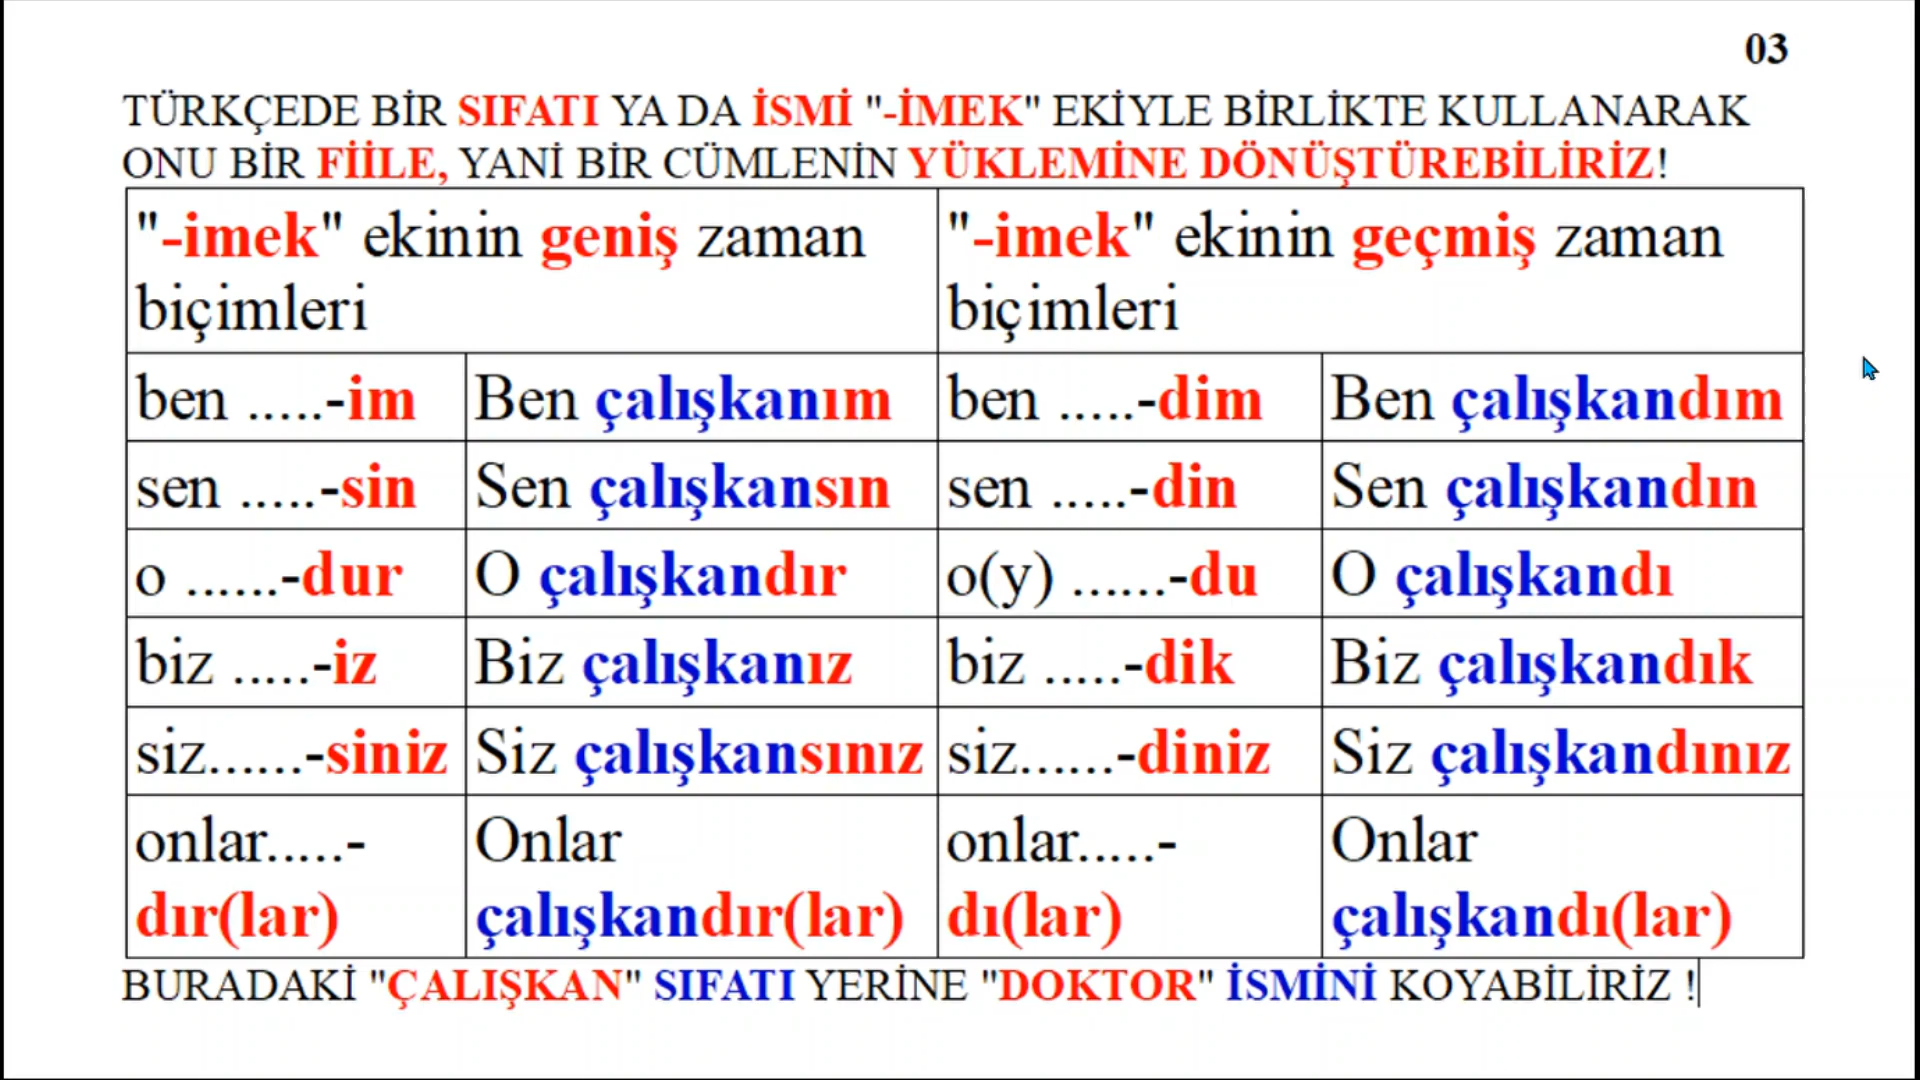 03
TÜRKÇEDE BİR SIFATI YA DA İSMİ "-İMEK" EKİYLE BİRLİKTE KULLANARAK
ONU BİR FİİLE, YANİ BİR CÜMLENİN YÜKLEMİNE DÖNÜŞTÜREBİLİRİZ!
"-imek" ekinin geniş zaman
biçimleri
"-imek" ekinin geçmiş zaman
biçimleri
ben .....-im
Ben çalışkanım
ben .....-dim
Ben çalışkandım
sen .....-sin
Sen çalışkansın
sen .....-din
Sen çalışkandın
o ......-dur
O çalışkandır
o(y) ......-du
O çalışkandı
biz .....-iz
Biz çalışkanız
biz .....-dik
Biz çalışkandık
siz......-siniz
Siz çalışkansınız
siz......-diniz
Siz çalışkandınız
onlar.....-
dır(lar)
Onlar
çalışkandır(lar)
onlar.....-
dı(lar)
Onlar
çalışkandı(lar)
BURADAKİ "ÇALIŞKAN" SIFATI YERİNE "DOKTOR" İSMİNİ KOYABİLİRİZ !